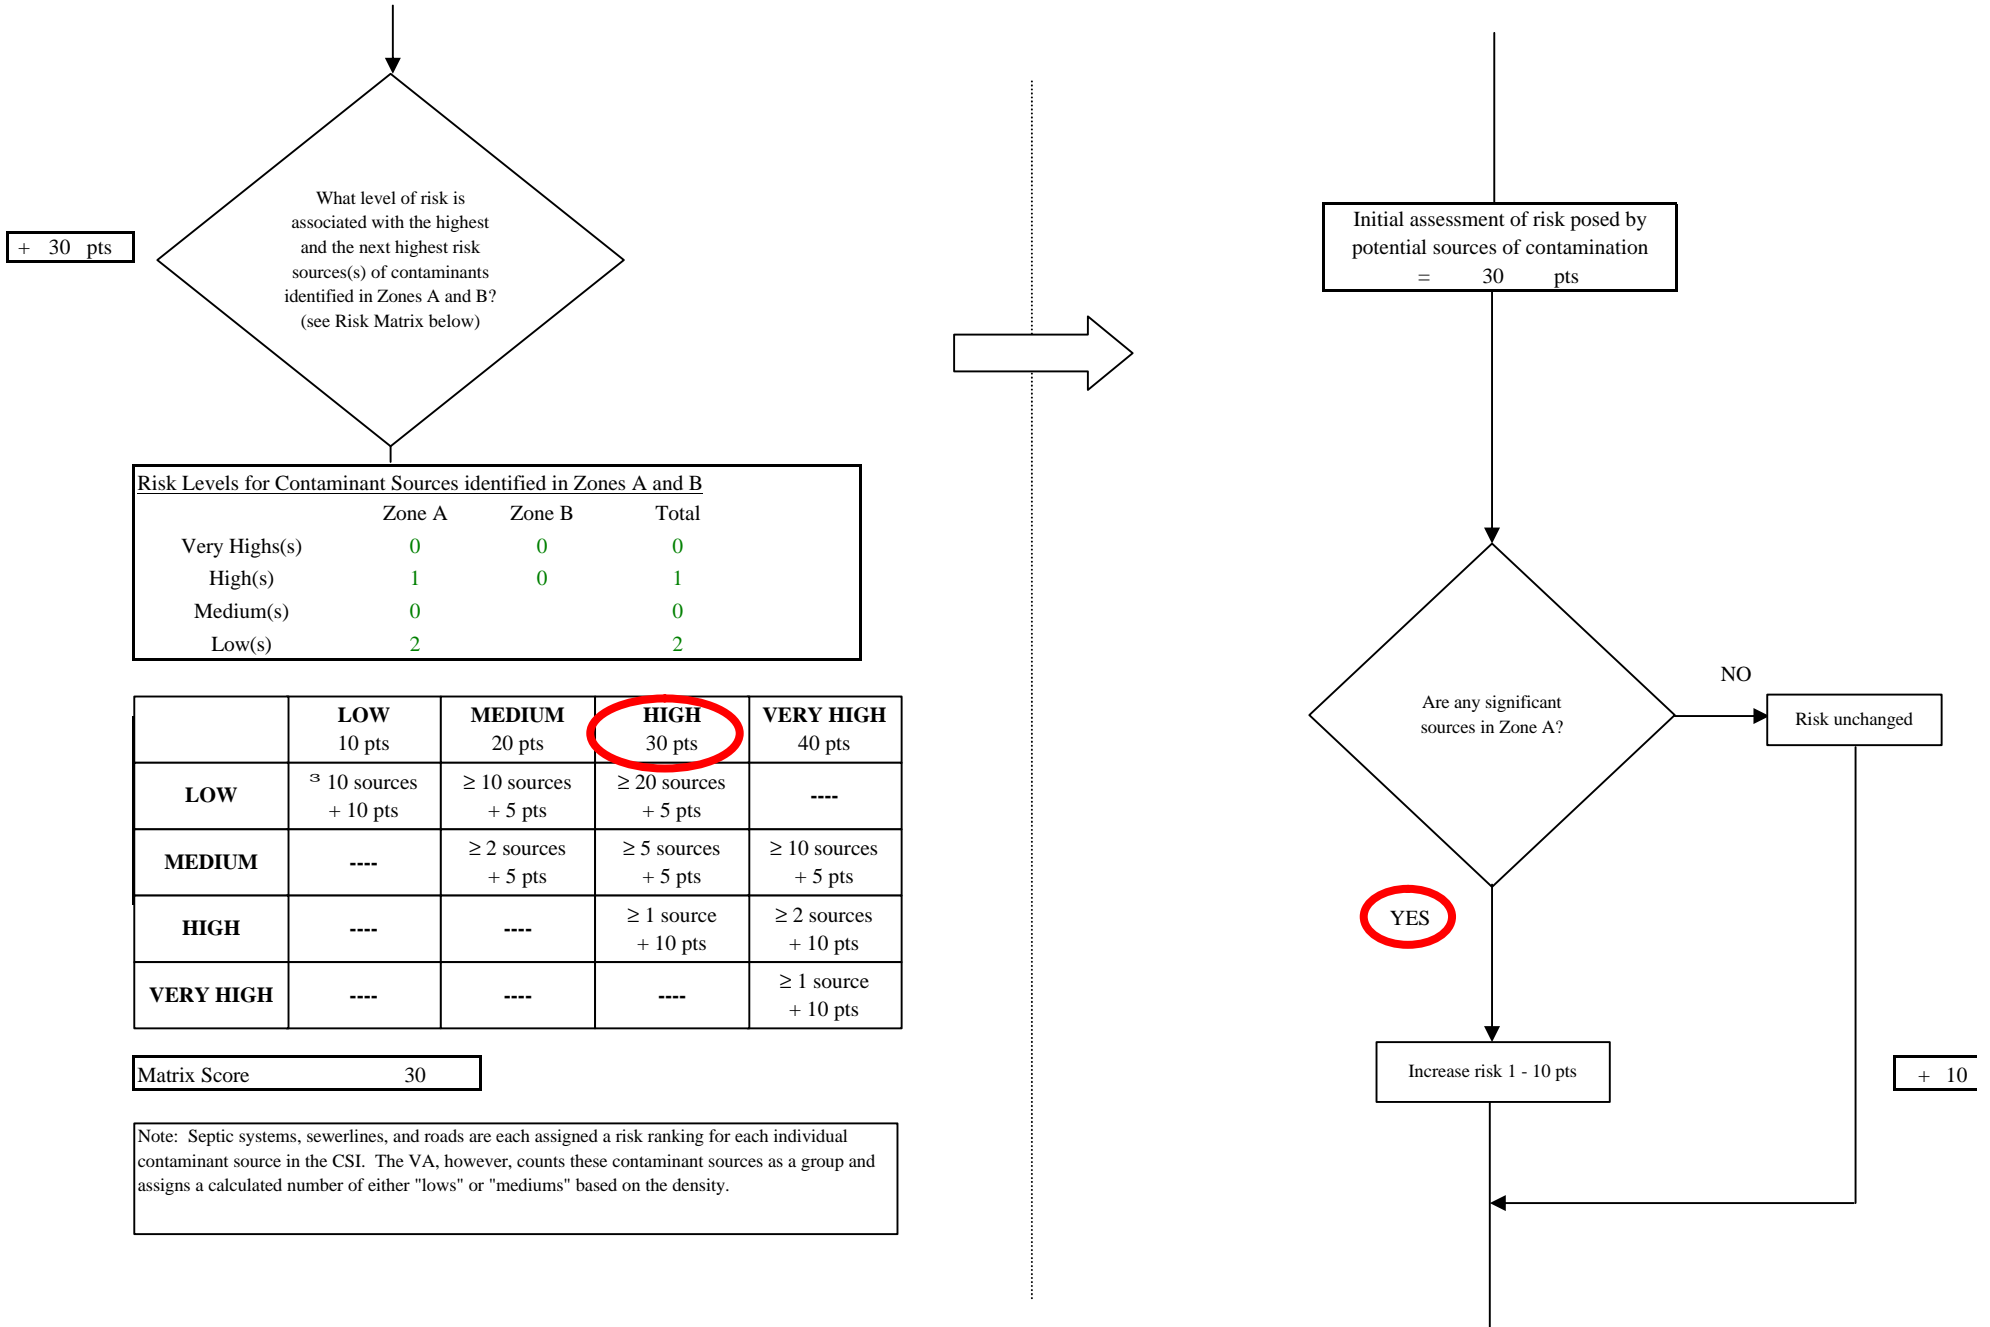 What level of risk is
associated with the highest
and the next highest risk
sources(s) of contaminants
identified in Zones A and B?
(see Risk Matrix below)
+ 30 pts
Risk Levels for Contaminant Sources identified in Zones A and B
Zone A Zone B Total
Very Highs(s) 0 0 0
High(s) 1 0 1
Medium(s) 0 0
Low(s) 2 2
LOW MEDIUM HIGH VERY HIGH
10 pts 20 pts 30 pts 40 pts
LOW ³ 10 sources ≥ 10 sources ≥ 20 sources ----
+ 10 pts + 5 pts + 5 pts
MEDIUM ---- ≥ 2 sources ≥ 5 sources ≥ 10 sources
+ 5 pts + 5 pts + 5 pts
HIGH ---- ---- ≥ 1 source ≥ 2 sources
+ 10 pts + 10 pts
VERY HIGH ---- ---- ---- ≥ 1 source
+ 10 pts
Matrix Score 30
Note: Septic systems, sewerlines, and roads are each assigned a risk ranking for each individual
contaminant source in the CSI. The VA, however, counts these contaminant sources as a group and
assigns a calculated number of either "lows" or "mediums" based on the density.
Initial assessment of risk posed by
potential sources of contamination
= 30 pts
Are any significant
sources in Zone A?
NO
Risk unchanged
YES
Increase risk 1 - 10 pts
+ 10